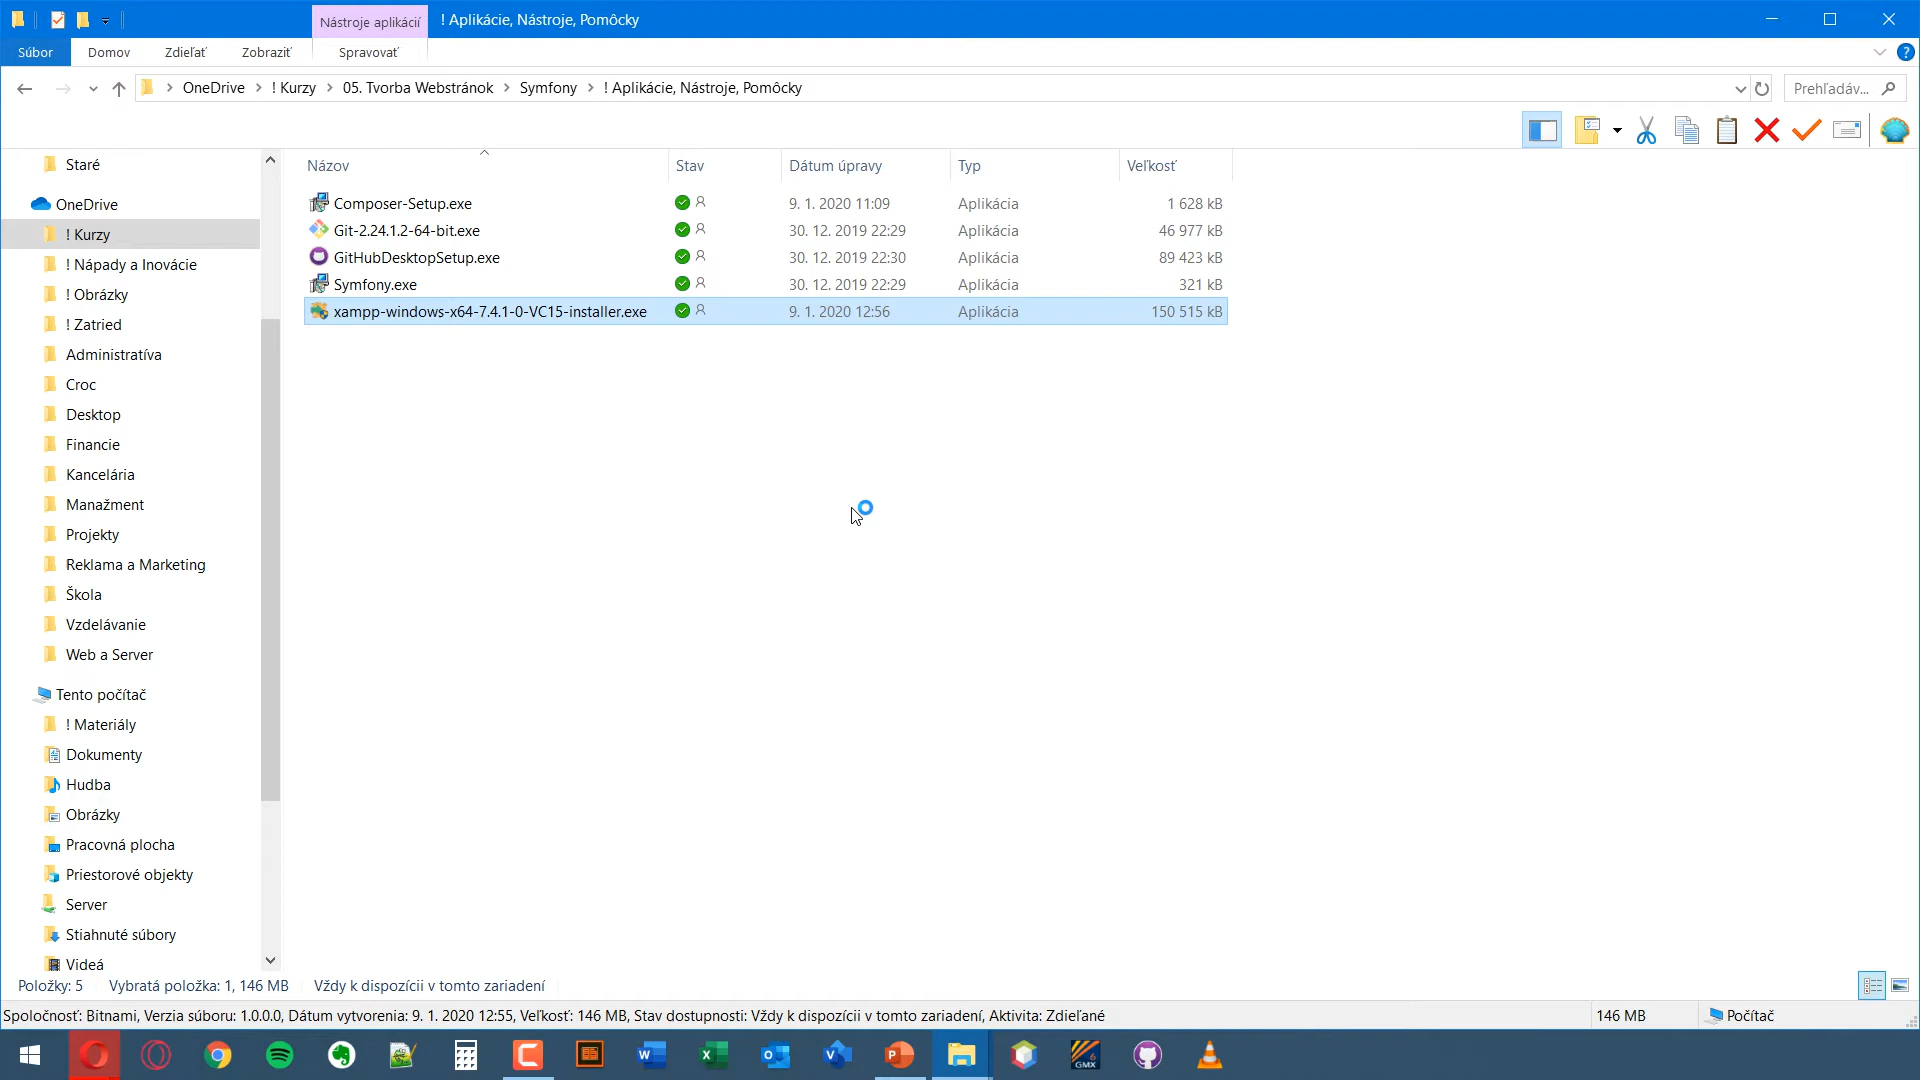 Nástroje aplikácií
! Aplikácie, Nástroje, Pomôcky
Súbor
Domov
Zdieľať
Zobraziť
Spravovať
OneDrive
! Kurzy
05. Tvorba Webstránok
Symfony
! Aplikácie, Nástroje, Pomôcky
Prehľadáv...
Názov
Stav
Dátum úpravy
Typ
Veľkosť
Composer-Setup.exe 9. 1. 2020 11:09 Aplikácia 1 628 kB
Git-2.24.1.2-64-bit.exe 30. 12. 2019 22:29 Aplikácia 46 977 kB
GitHubDesktopSetup.exe 30. 12. 2019 22:30 Aplikácia 89 423 kB
Symfony.exe 30. 12. 2019 22:29 Aplikácia 321 kB
xampp-windows-x64-7.4.1-0-VC15-installer.exe 9. 1. 2020 12:56 Aplikácia 150 515 kB
Staré
OneDrive
! Kurzy
! Nápady a Inovácie
! Obrázky
! Zatried
Administratíva
Croc
Desktop
Financie
Kancelária
Manažment
Projekty
Reklama a Marketing
Škola
Vzdelávanie
Web a Server
Tento počítač
! Materiály
Dokumenty
Hudba
Obrázky
Pracovná plocha
Priestorové objekty
Server
Stiahnuté súbory
Videá
Položky: 5
Vybratá položka: 1, 146 MB
Vždy k dispozícii v tomto zariadení
Spoločnosť: Bitnami, Verzia súboru: 1.0.0.0, Dátum vytvorenia: 9. 1. 2020 12:55, Veľkosť: 146 MB, Stav dostupnosti: Vždy k dispozícii v tomto zariadení, Aktivita: Zdieľané
146 MB
Počítač
GMX
6